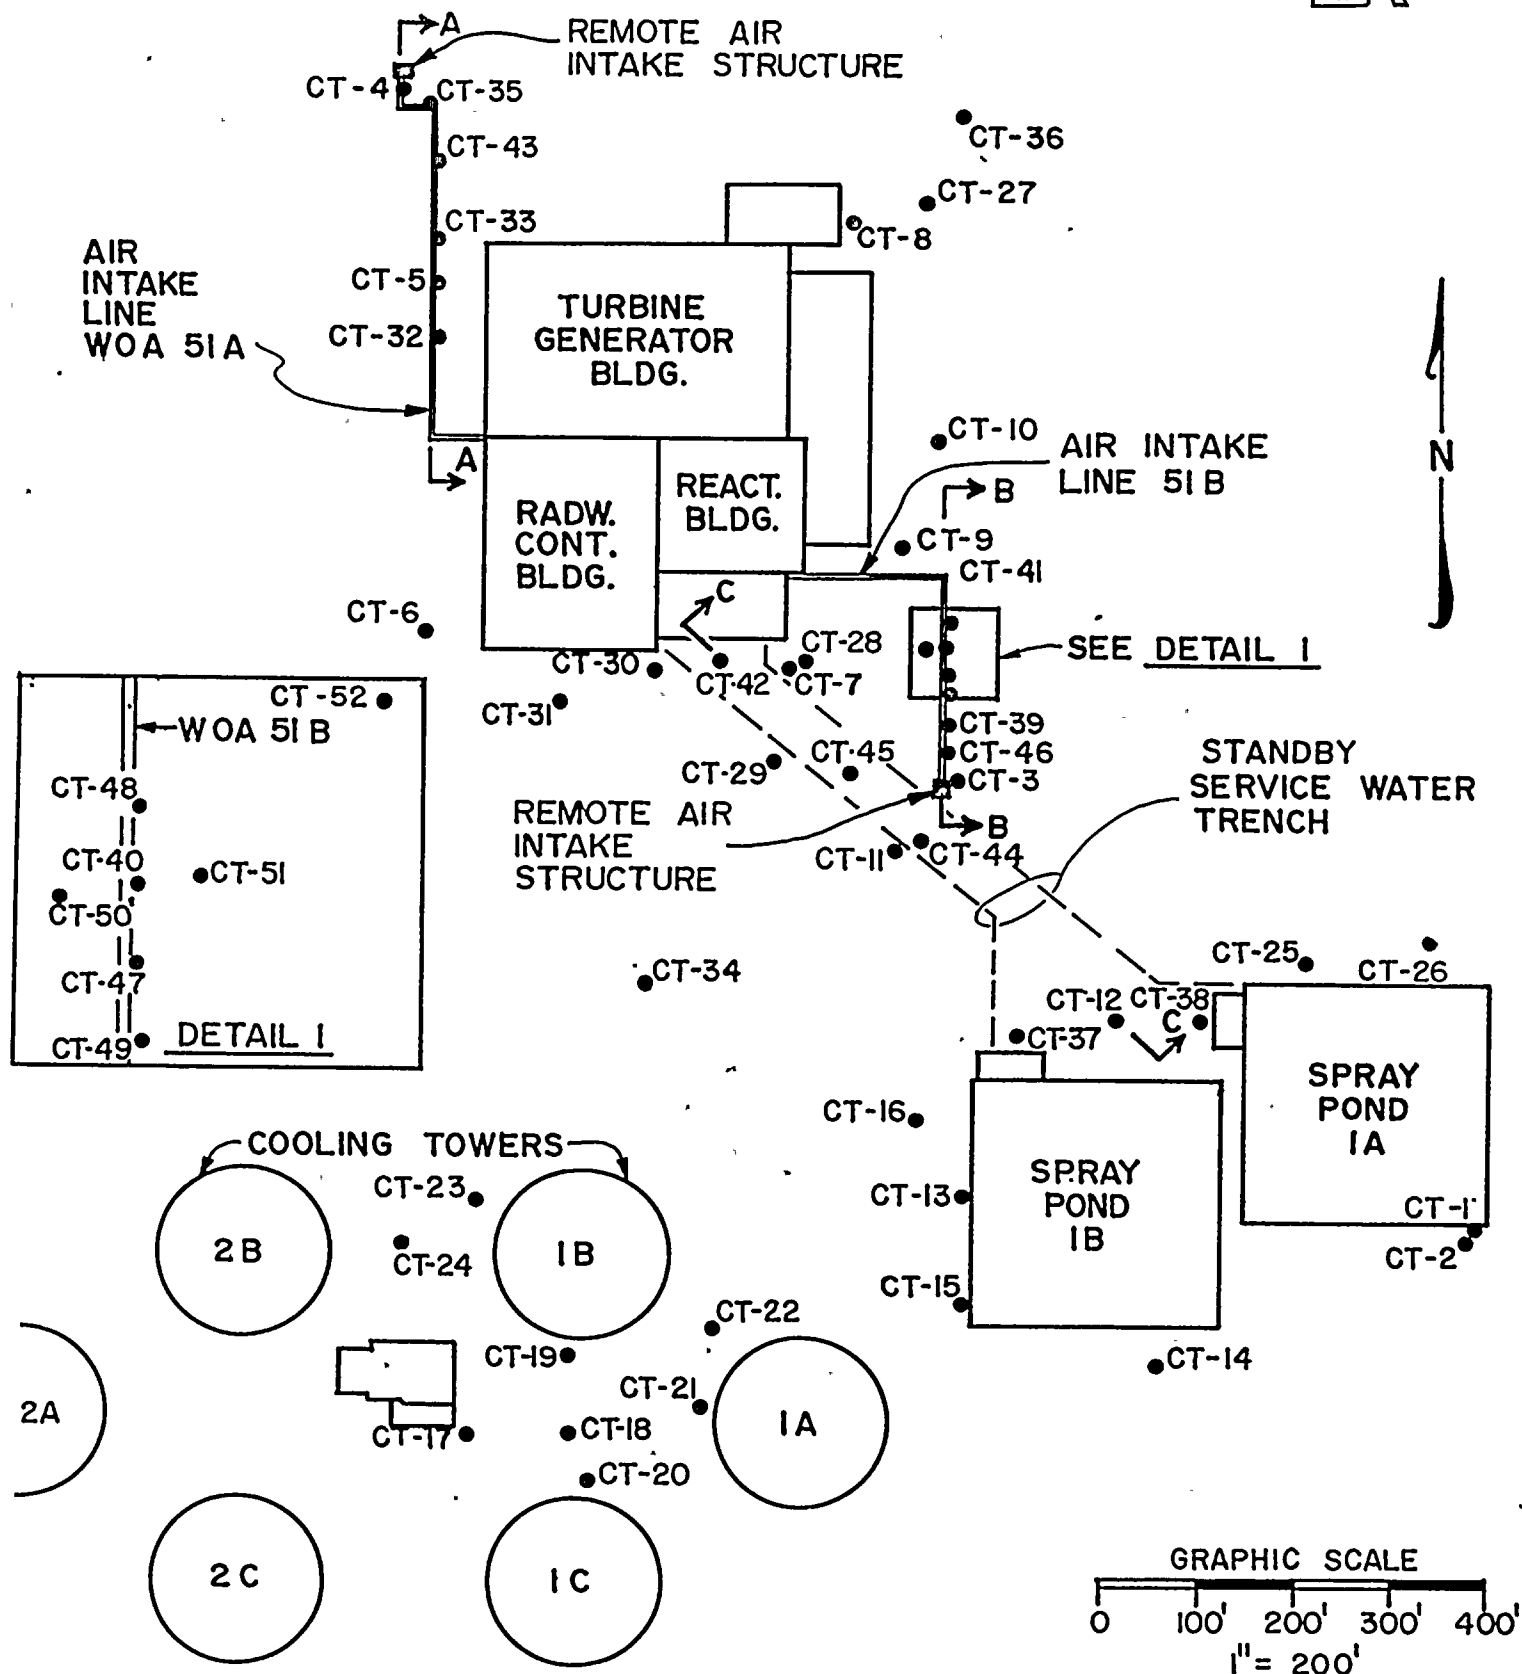 A
REMOTE AIR
INTAKE STRUCTURE
CT-4
CT-35
CT-36
CT-43
CT-27
CT-33
CT-8
AIR
INTAKE
LINE
WOA 51A
CT-5
CT-32
TURBINE
GENERATOR
BLDG.
CT-10
AIR INTAKE
LINE 51B
N
A
REACT.
BLDG.
B
RADW.
CONT.
BLDG.
CT-9
CT-41
C
CT-6
CT-28
SEE DETAIL 1
CT-30
CT-42
CT-7
CT-31
CT-52
WOA 51B
CT-39
CT-46
CT-3
CT-45
CT-29
STANDBY
SERVICE WATER
TRENCH
CT-48
REMOTE AIR
INTAKE
STRUCTURE
B
CT-11
CT-44
CT-40
CT-51
CT-50
CT-47
CT-49
DETAIL 1
CT-34
CT-25
CT-26
CT-12
CT-38
C
CT-37
SPRAY
POND
1A
CT-16
COOLING TOWERS
CT-23
CT-13
SPRAY
POND
1B
CT-1
CT-2
2B
1B
CT-24
CT-15
CT-22
CT-19
CT-14
CT-21
2A
1A
CT-17
CT-18
CT-20
2C
1C
GRAPHIC SCALE
0 100' 200' 300' 400'
1" = 200'